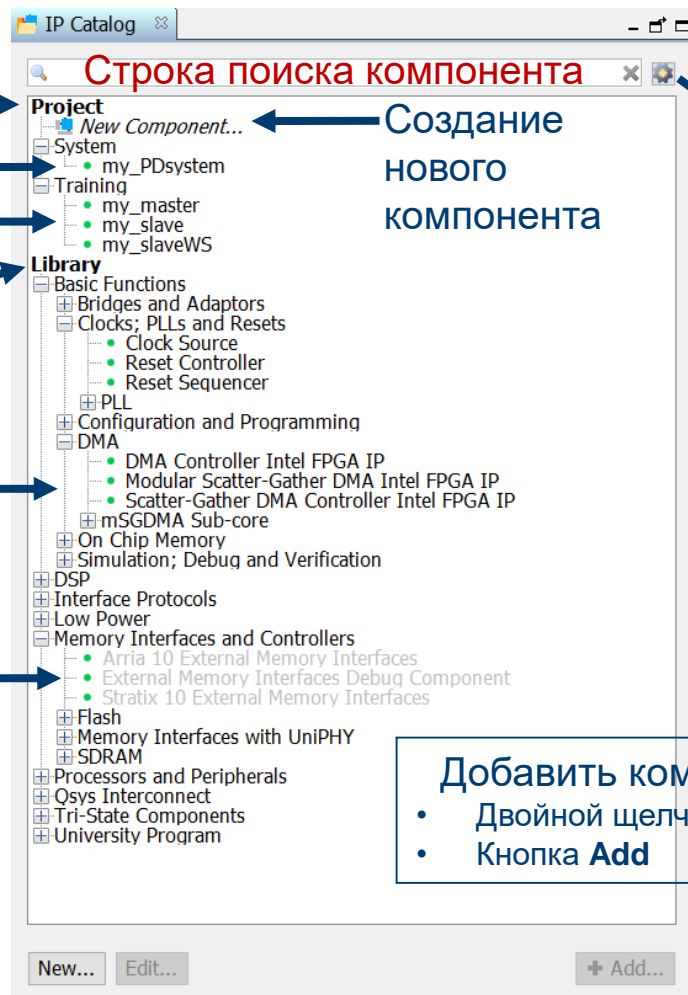 IP Catalog
Строка поиска компонента
Project
New Component...
Создание
нового
компонента
System
my_PDsystem
Training
my_master
my_slave
my_slaveWS
Library
Basic Functions
Bridges and Adaptors
Clocks; PLLs and Resets
Clock Source
Reset Controller
Reset Sequencer
PLL
Configuration and Programming
DMA
DMA Controller Intel FPGA IP
Modular Scatter-Gather DMA Intel FPGA IP
Scatter-Gather DMA Controller Intel FPGA IP
mSGDMA Sub-core
On Chip Memory
Simulation; Debug and Verification
DSP
Interface Protocols
Low Power
Memory Interfaces and Controllers
Arria 10 External Memory Interfaces
External Memory Interfaces Debug Component
Stratix 10 External Memory Interfaces
Flash
Memory Interfaces with UniPHY
SDRAM
Processors and Peripherals
Qsys Interconnect
Tri-State Components
University Program
Добавить ком
• Двойной щелч
• Кнопка Add
New... Edit... + Add...